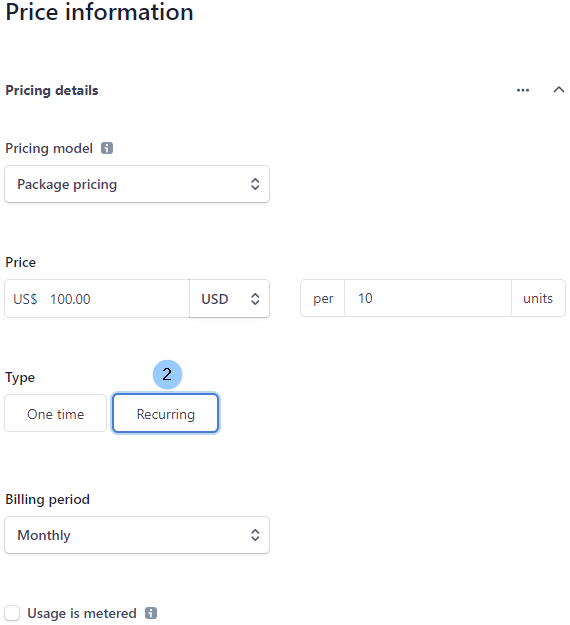 Price information
Pricing details
Pricing model
Package pricing
Price
US$ 100.00 USD per 10 units
2
Type
One time Recurring
Billing period
Monthly
Usage is metered